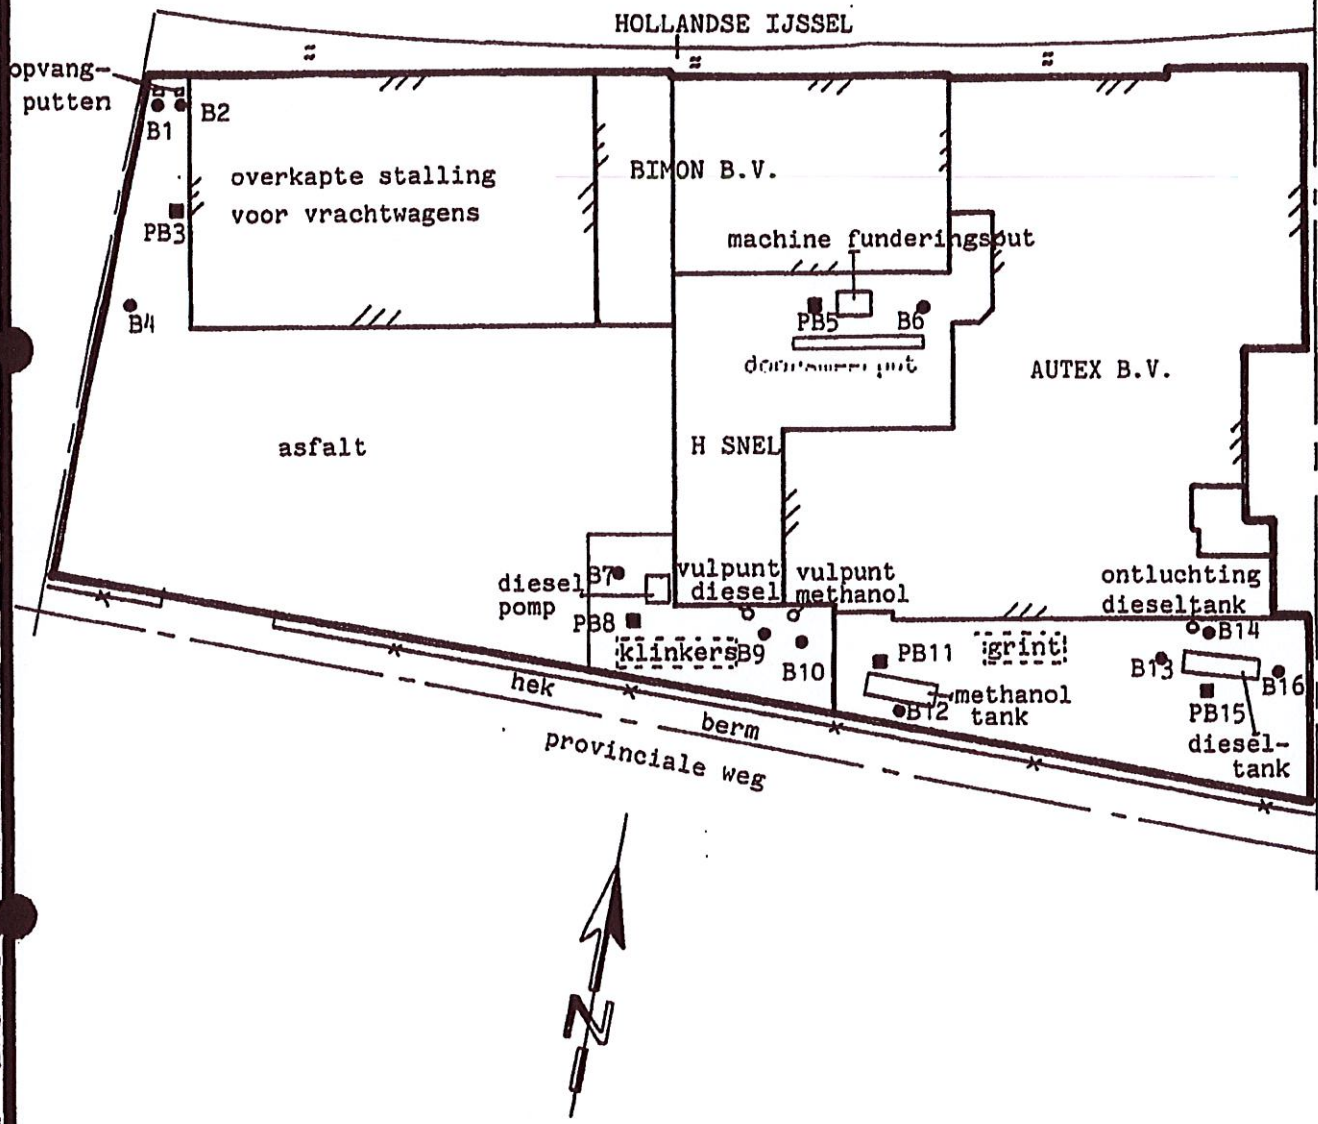 HOLLANDSE IJSSEL
opvang-
putten
B1
B2
overkapte stalling
voor vrachtwagens
BIMON B.V.
PB3
machine funderingsput
B4
PB5
B6
put
AUTEX B.V.
asfalt
H SNEL
diesel
pomp
B7
PB8
vulpunt
diesel
vulpunt
methanol
ontluchting
dieseltank
klinkers
B9
B10
PB11
grint
B12
methanol
tank
B13
B14
PB15
B16
diesel-
tank
hek
berm
provinciale weg
N